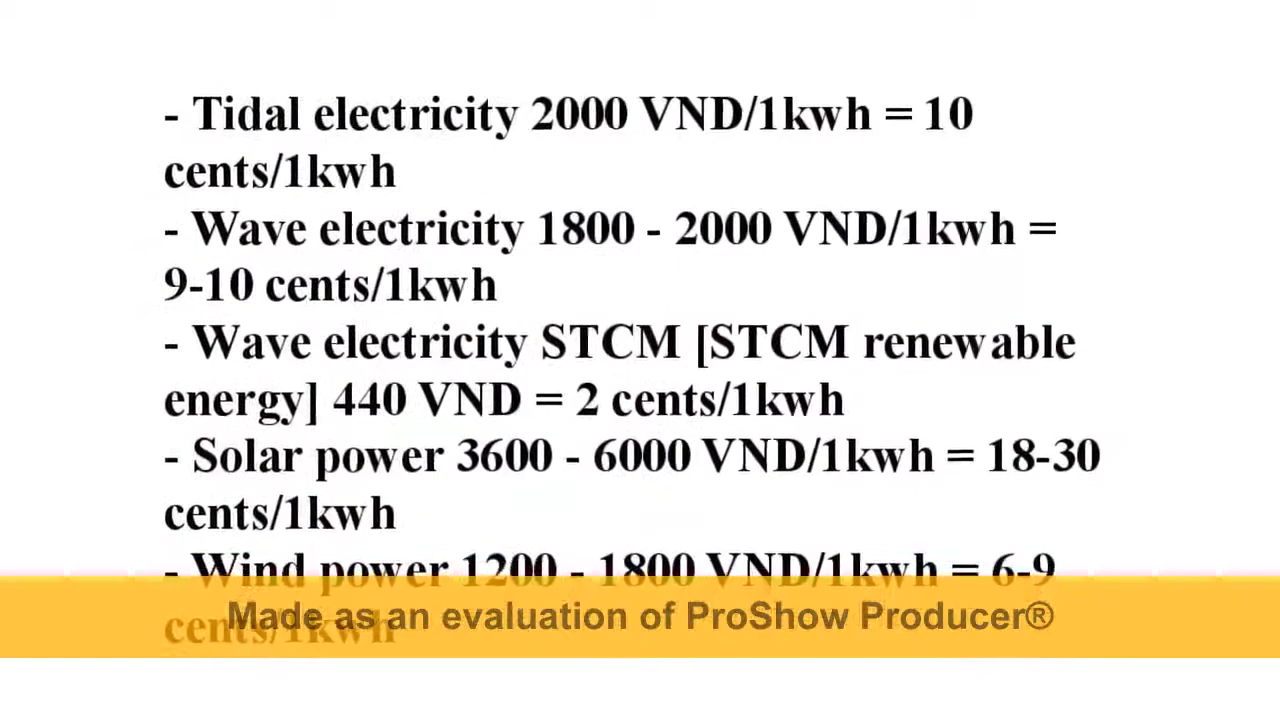 - Tidal electricity 2000 VND/1kwh = 10
cents/1kwh
- Wave electricity 1800 - 2000 VND/1kwh =
9-10 cents/1kwh
- Wave electricity STCM [STCM renewable
energy] 440 VND = 2 cents/1kwh
- Solar power 3600 - 6000 VND/1kwh = 18-30
cents/1kwh
- Wind power 1200 - 1800 VND/1kwh = 6-9
cents/1kwh
Made as an evaluation of ProShow Producer®